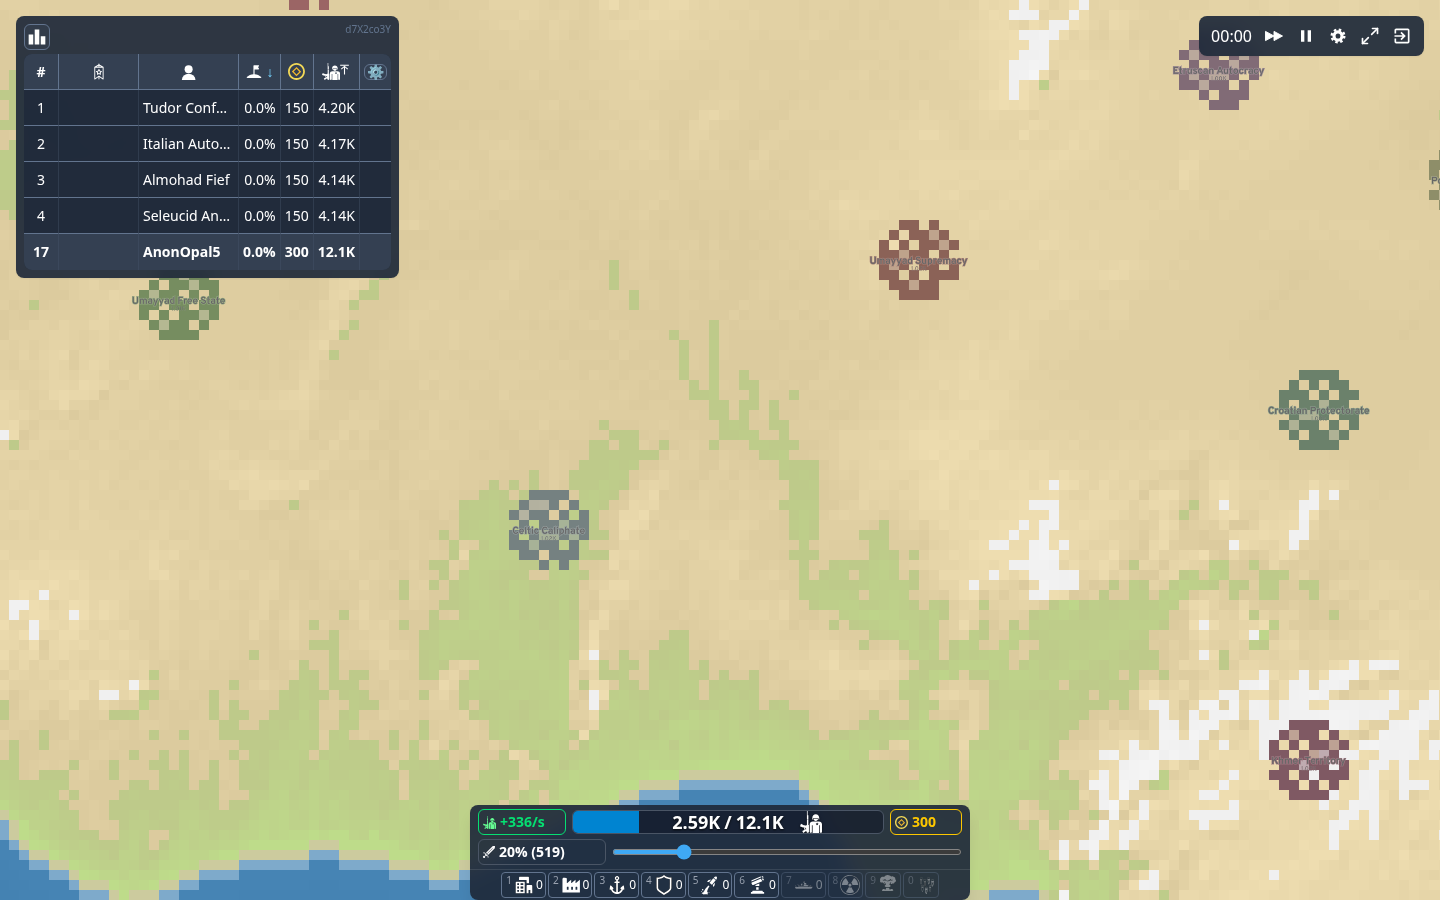 d7X2co3Y
#
↓
1 Tudor Conf... 0.0% 150 4.20K
2 Italian Auto... 0.0% 150 4.17K
3 Almohad Fief 0.0% 150 4.14K
4 Seleucid An... 0.0% 150 4.14K
17 AnonOpal5 0.0% 300 12.1K
00:00
Etruscan Autocracy
Umayyad Supremacy
Umayyad Free State
Croatian Protectorate
Celtic Caliphate
+336/s
2.59K / 12.1K
300
20% (519)
1 0
2 0
3 0
4 0
5 0
6 0
7 0
8
9
0